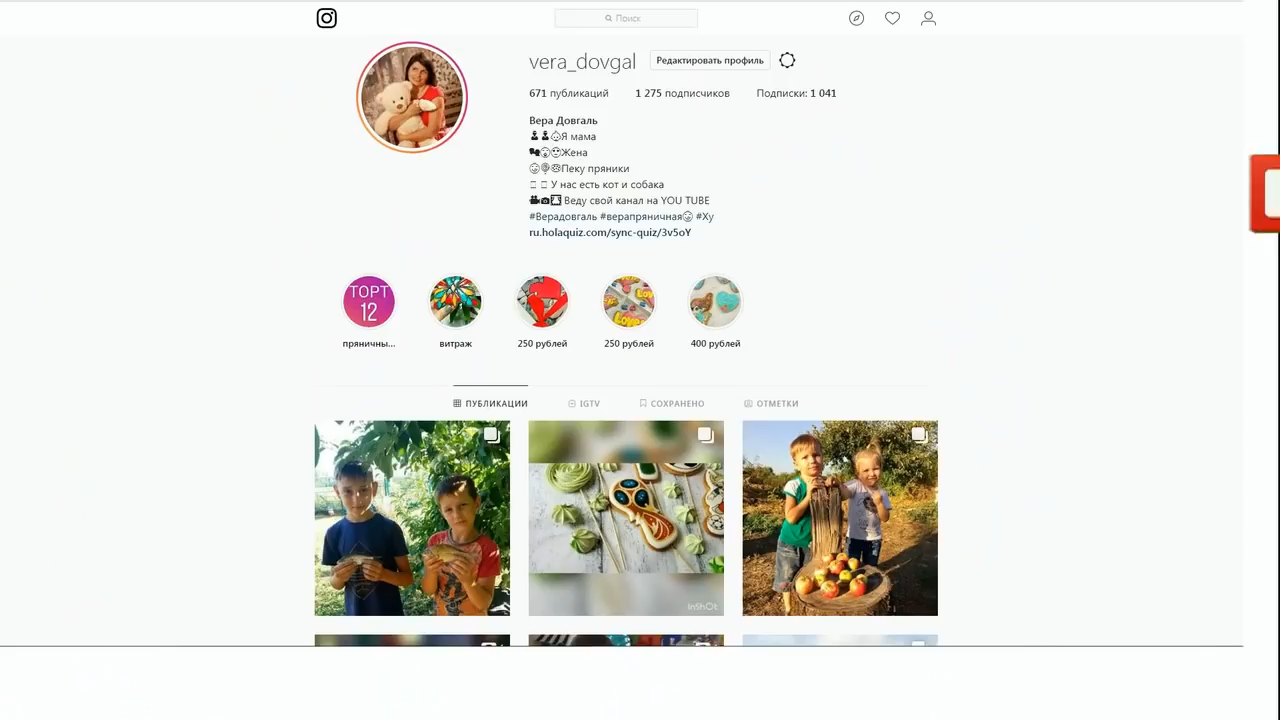 Поиск
vera_dovgal
Редактировать профиль
671 публикаций
1 275 подписчиков
Подписки: 1 041
Вера Довгаль
Я мама
Жена
Пеку пряники
У нас есть кот и собака
Веду свой канал на YOU TUBE
#Верадовгаль #верапряничная #Ху
ru.holaquiz.com/sync-quiz/3v5oY
ТОРТ
12
Love
Love
пряничны...
витраж
250 рублей
250 рублей
400 рублей
ПУБЛИКАЦИИ
IGTV
СОХРАНЕНО
ОТМЕТКИ
InShOt